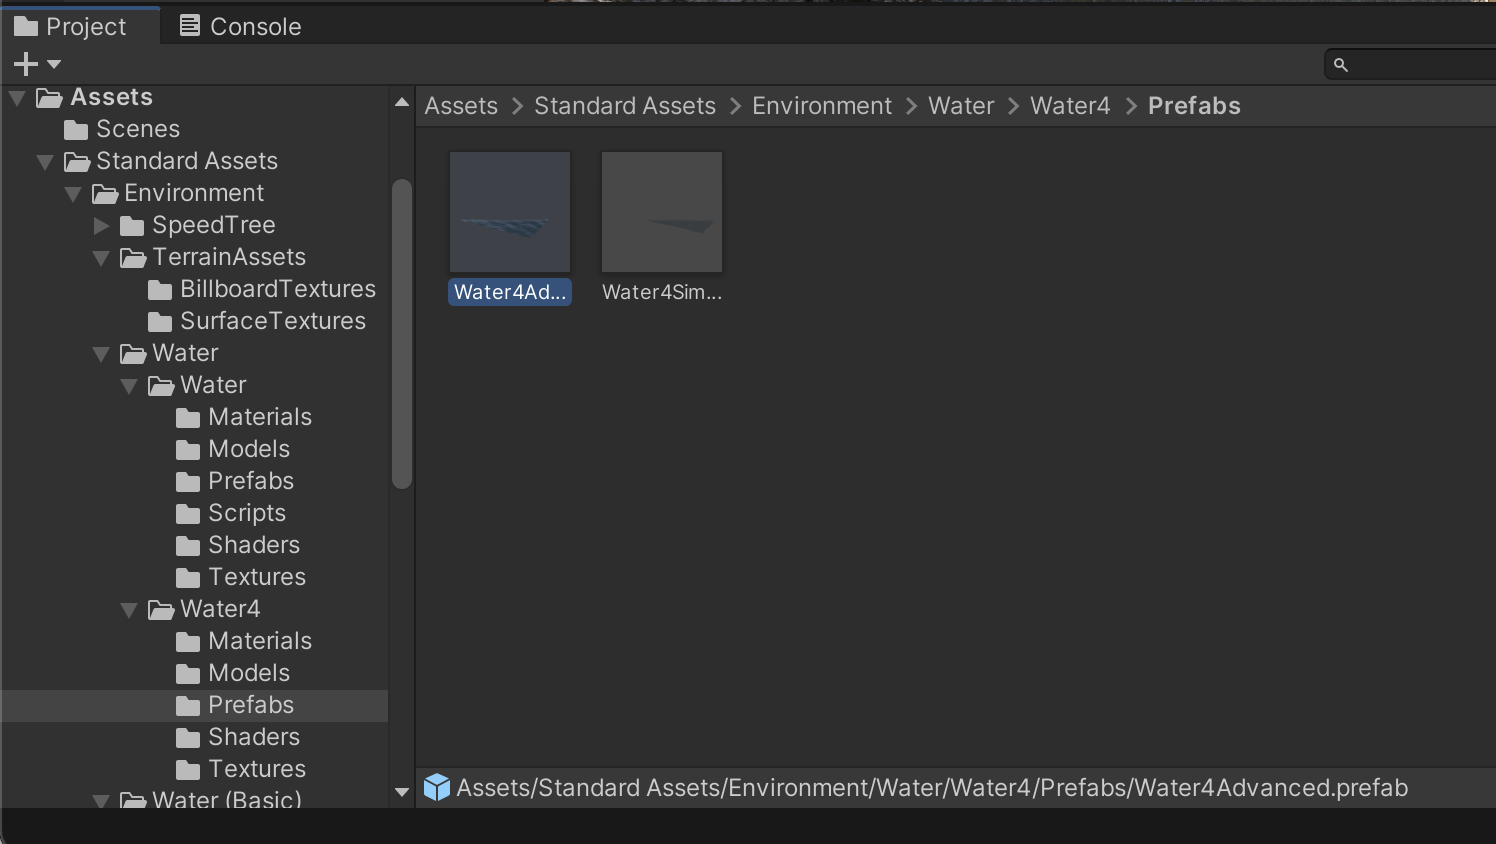 Project
Console
Assets
Scenes
Standard Assets
Environment
SpeedTree
TerrainAssets
BillboardTextures
SurfaceTextures
Water
Water
Materials
Models
Prefabs
Scripts
Shaders
Textures
Water4
Materials
Models
Prefabs
Shaders
Textures
Water (Basic)
Assets > Standard Assets > Environment > Water > Water4 > Prefabs
Water4Ad...
Water4Sim...
Assets/Standard Assets/Environment/Water/Water4/Prefabs/Water4Advanced.prefab